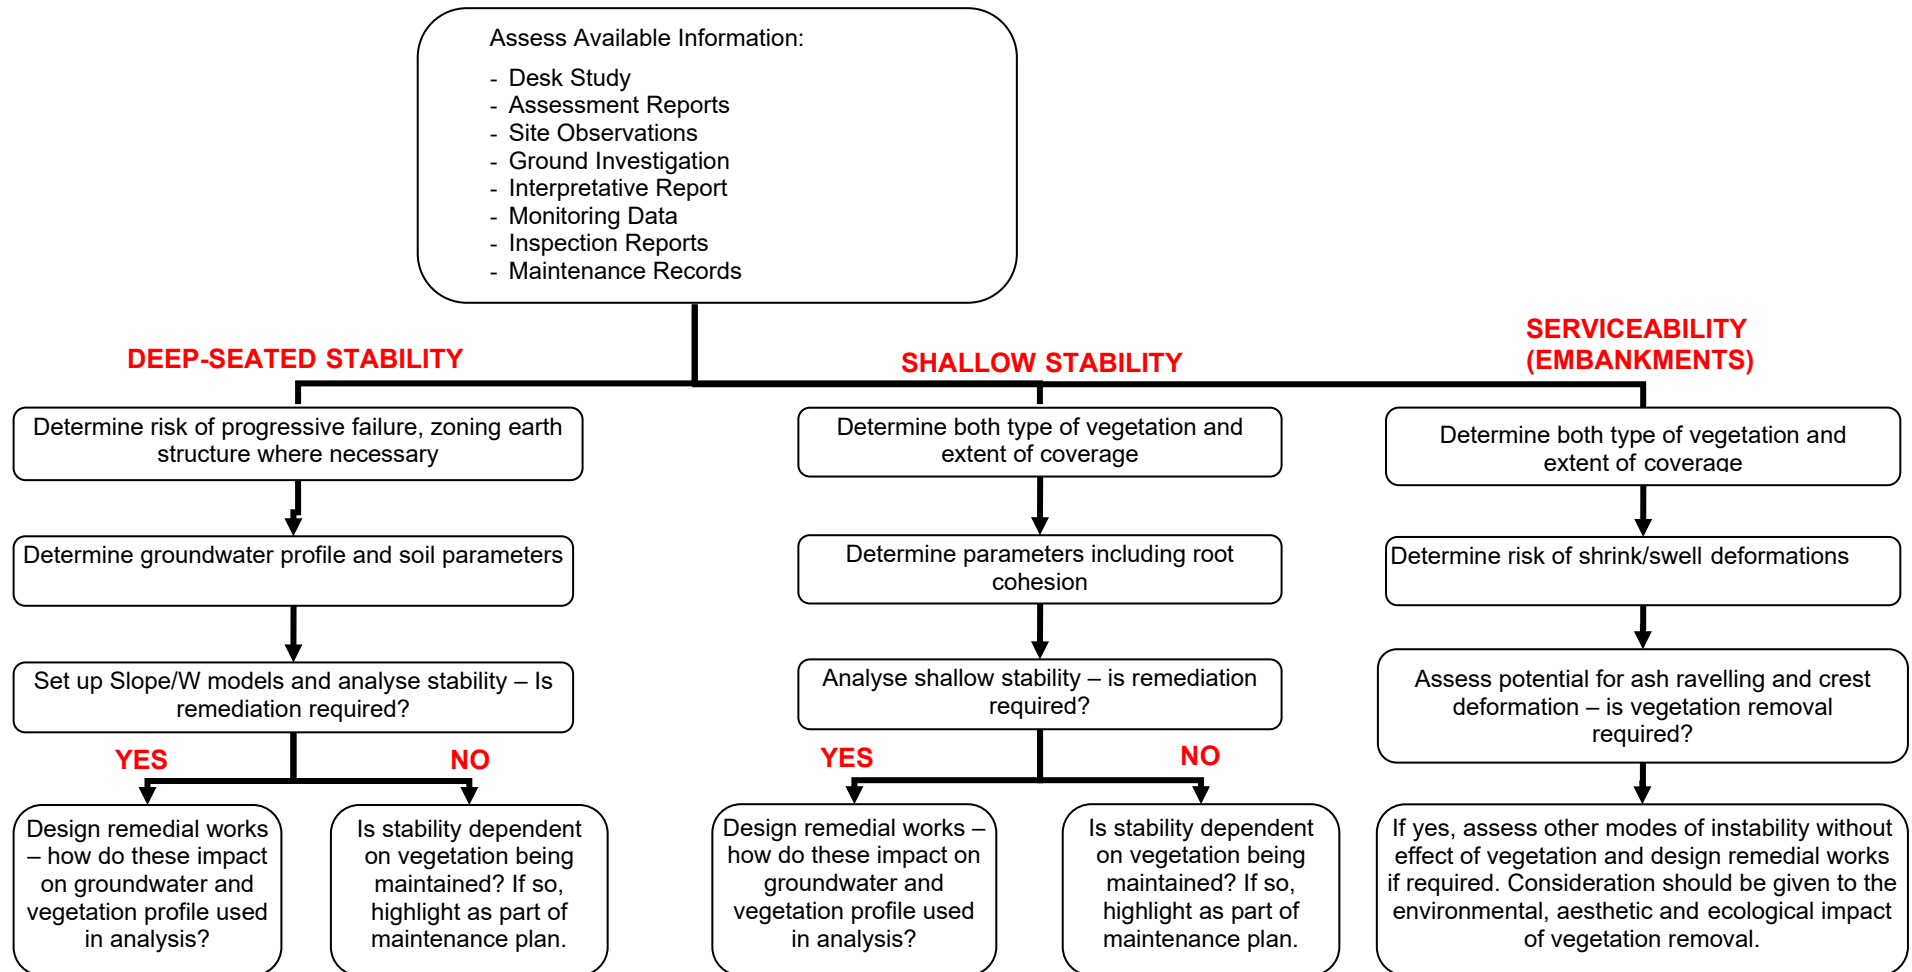 Assess Available Information:
- Desk Study
- Assessment Reports
- Site Observations
- Ground Investigation
- Interpretative Report
- Monitoring Data
- Inspection Reports
- Maintenance Records
DEEP-SEATED STABILITY
Determine risk of progressive failure, zoning earth
structure where necessary
Determine groundwater profile and soil parameters
Set up Slope/W models and analyse stability – Is
remediation required?
YES
NO
Design remedial works
– how do these impact
on groundwater and
vegetation profile used
in analysis?
Is stability dependent
on vegetation being
maintained? If so,
highlight as part of
maintenance plan.
SHALLOW STABILITY
Determine both type of vegetation and
extent of coverage
Determine parameters including root
cohesion
Analyse shallow stability – is remediation
required?
YES
NO
Design remedial works –
how do these impact on
groundwater and
vegetation profile used
in analysis?
Is stability dependent
on vegetation being
maintained? If so,
highlight as part of
maintenance plan.
SERVICEABILITY
(EMBANKMENTS)
Determine both type of vegetation and
extent of coverage
Determine risk of shrink/swell deformations
Assess potential for ash ravelling and crest
deformation – is vegetation removal
required?
If yes, assess other modes of instability without
effect of vegetation and design remedial works
if required. Consideration should be given to the
environmental, aesthetic and ecological impact
of vegetation removal.